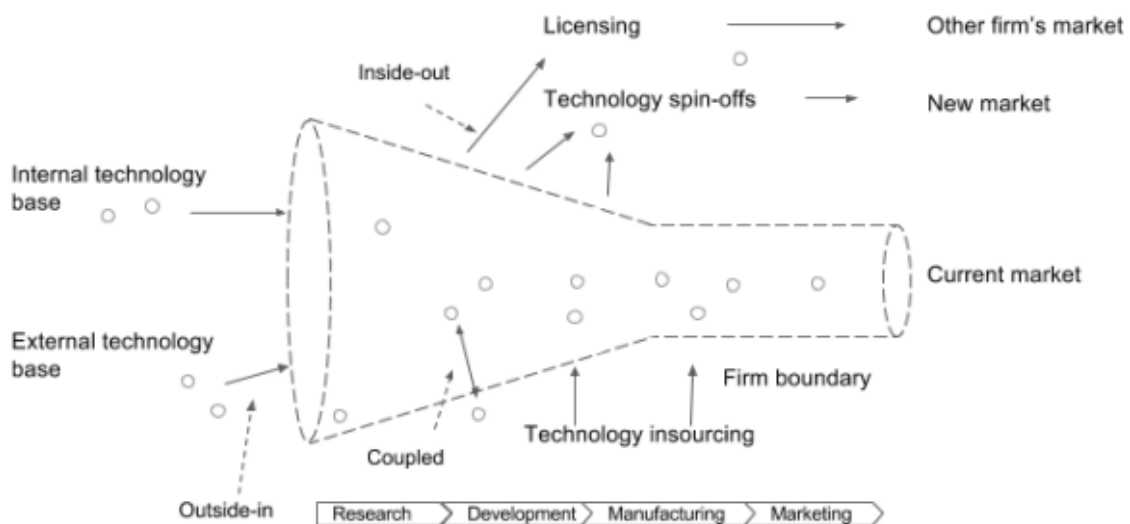 Licensing
Other firm's market
Inside-out
Technology spin-offs
New market
Internal technology
base
Current market
External technology
base
Firm boundary
Technology insourcing
Coupled
Outside-in
Research
Development
Manufacturing
Marketing